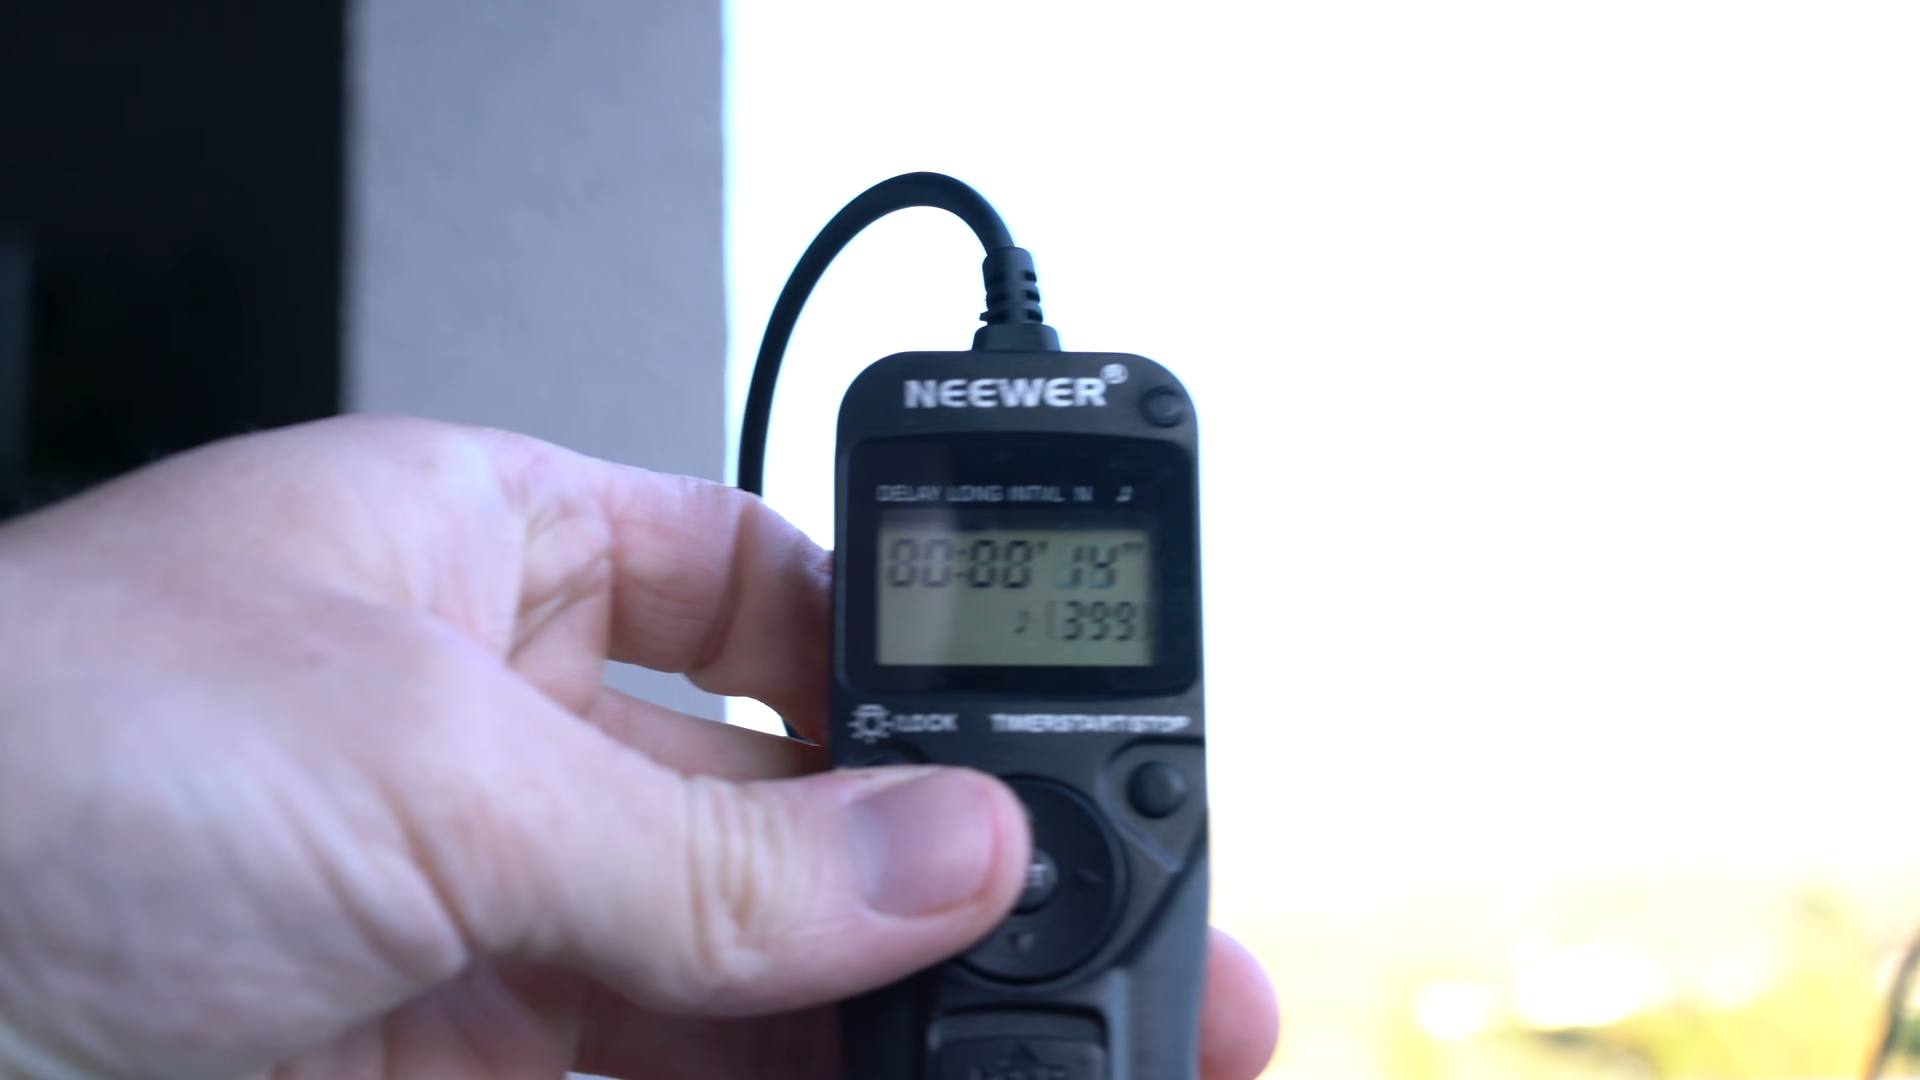 NEEWER®
DELAY LONG INTVL N ♪
00:00'
♪ [399]
LOCK TIMER START/STOP